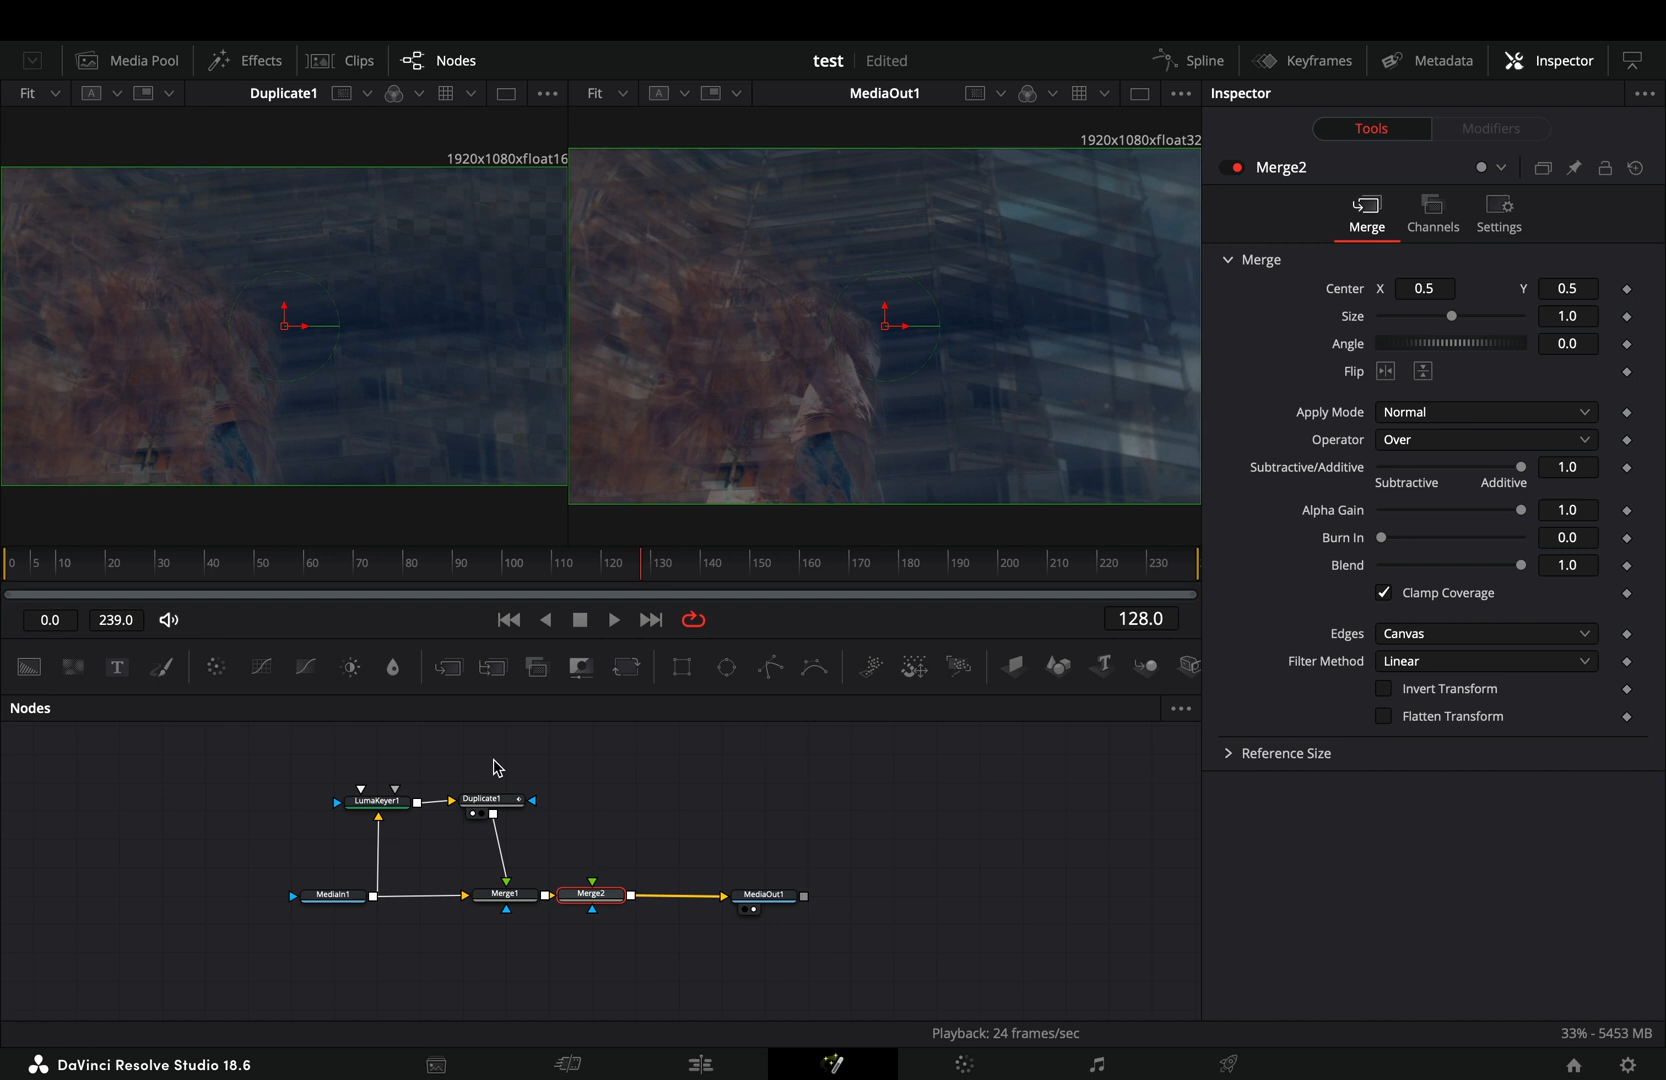 Media Pool Effects Clips Nodes test Edited Spline Keyframes Metadata Inspector
Fit A Duplicate1 Fit A MediaOut1 Inspector
1920x1080xfloat16 1920x1080xfloat32
Tools Modifiers
Merge2
Merge Channels Settings
Merge
Center X 0.5 Y 0.5
Size 1.0
Angle 0.0
Flip
Apply Mode Normal
Operator Over
Subtractive/Additive 1.0
Subtractive Additive
Alpha Gain 1.0
Burn In 0.0
Blend 1.0
Clamp Coverage
Edges Canvas
Filter Method Linear
Invert Transform
Flatten Transform
Reference Size
0 5 10 20 30 40 50 60 70 80 90 100 110 120 130 140 150 160 170 180 190 200 210 220 230
0.0 239.0 128.0
T T
Nodes
LumaKeyer1 Duplicate1
MediaIn1 Merge1 Merge2 MediaOut1
Playback: 24 frames/sec 33% - 5453 MB
DaVinci Resolve Studio 18.6